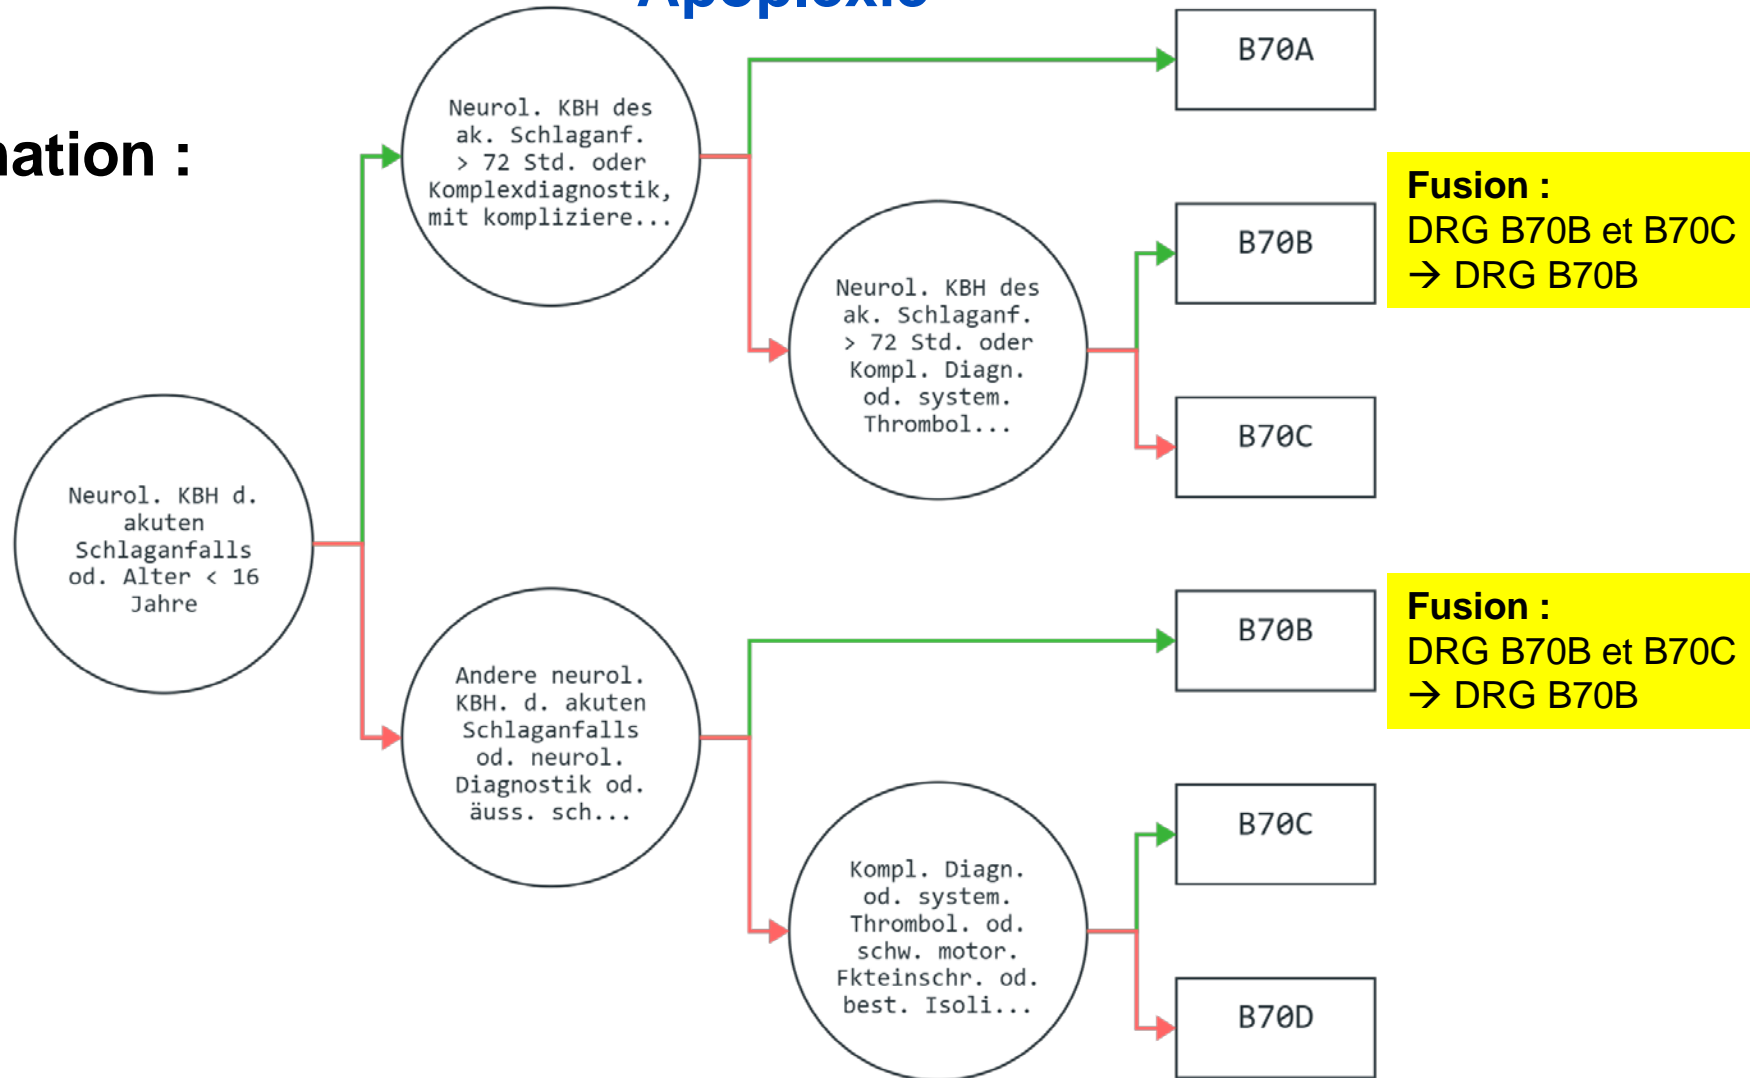 Neurol. KBH des
ak. Schlaganf.
> 72 Std. oder
Komplexdiagnostik,
mit kompliziere...
B70A
Fusion :
DRG B70B et B70C
→ DRG B70B
B70B
Neurol. KBH des
ak. Schlaganf.
> 72 Std. oder
Kompl. Diagn.
od. system.
Thrombol...
B70C
Neurol. KBH d.
akuten
Schlaganfalls
od. Alter < 16
Jahre
B70B
Fusion :
DRG B70B et B70C
→ DRG B70B
Andere neurol.
KBH. d. akuten
Schlaganfalls
od. neurol.
Diagnostik od.
äuss. sch...
B70C
Kompl. Diagn.
od. system.
Thrombol. od.
schw. motor.
Fkteinschr. od.
best. Isoli...
B70D